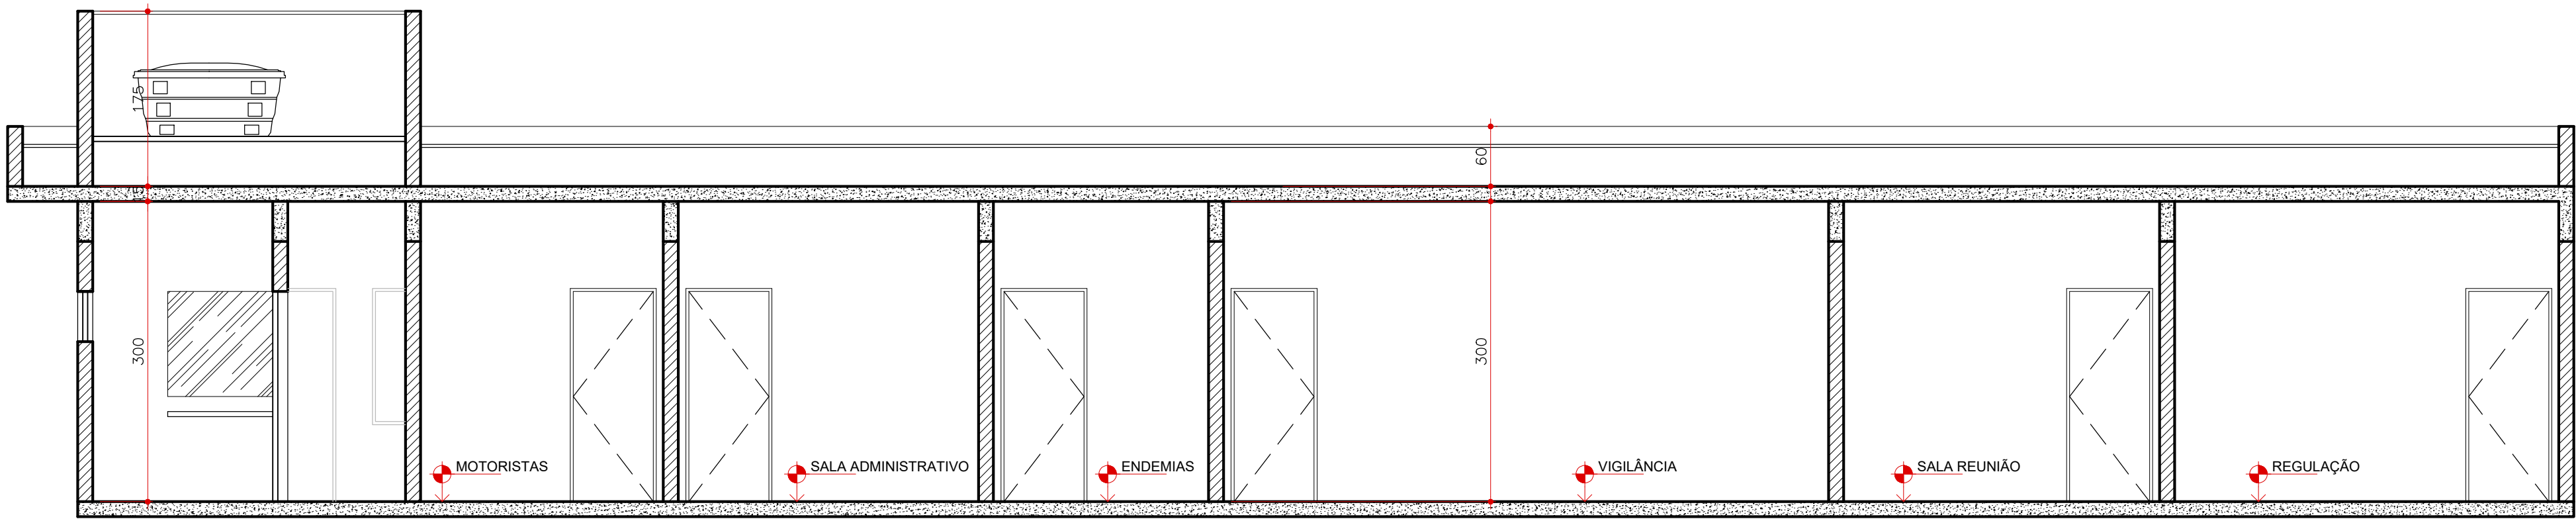 175
60
15
300
300
MOTORISTAS
SALA ADMINISTRATIVO
ENDEMIAS
VIGILÂNCIA
SALA REUNIÃO
REGULAÇÃO